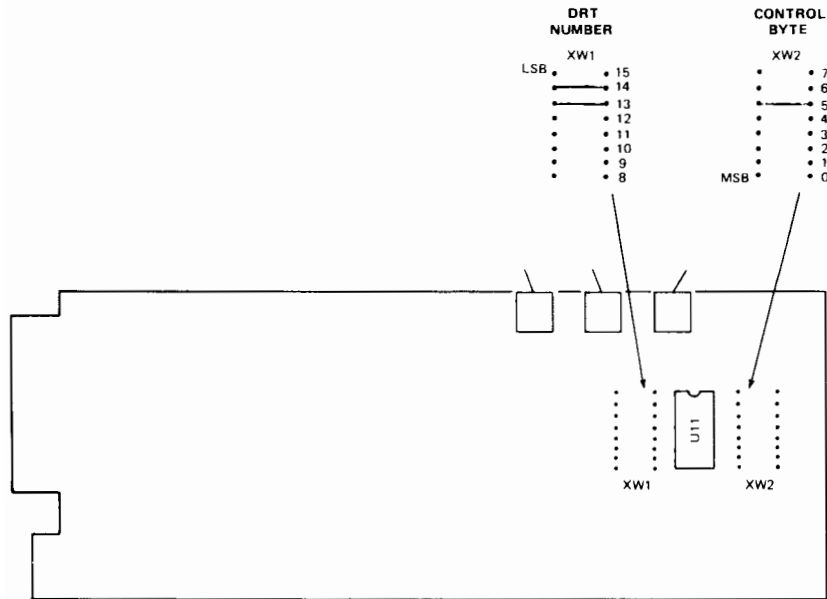 DRT
NUMBER
XW1
LSB 15
14
13
12
11
10
9
8
CONTROL
BYTE
XW2
7
6
5
4
3
2
1
MSB 0
U11
XW1
XW2